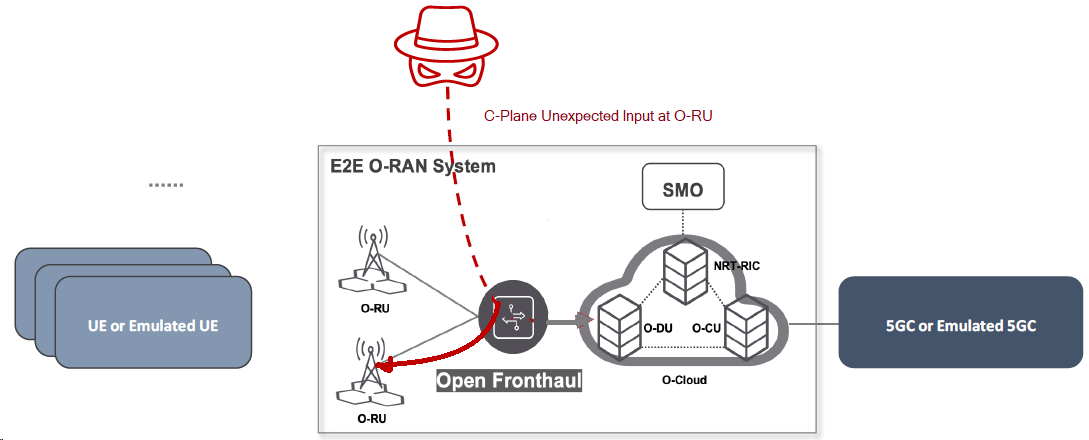 C-Plane Unexpected Input at O-RU
E2E O-RAN System
......
SMO
NRT-RIC
O-RU
UE or Emulated UE
O-DU
O-CU
5GC or Emulated 5GC
Open Fronthaul
O-Cloud
O-RU